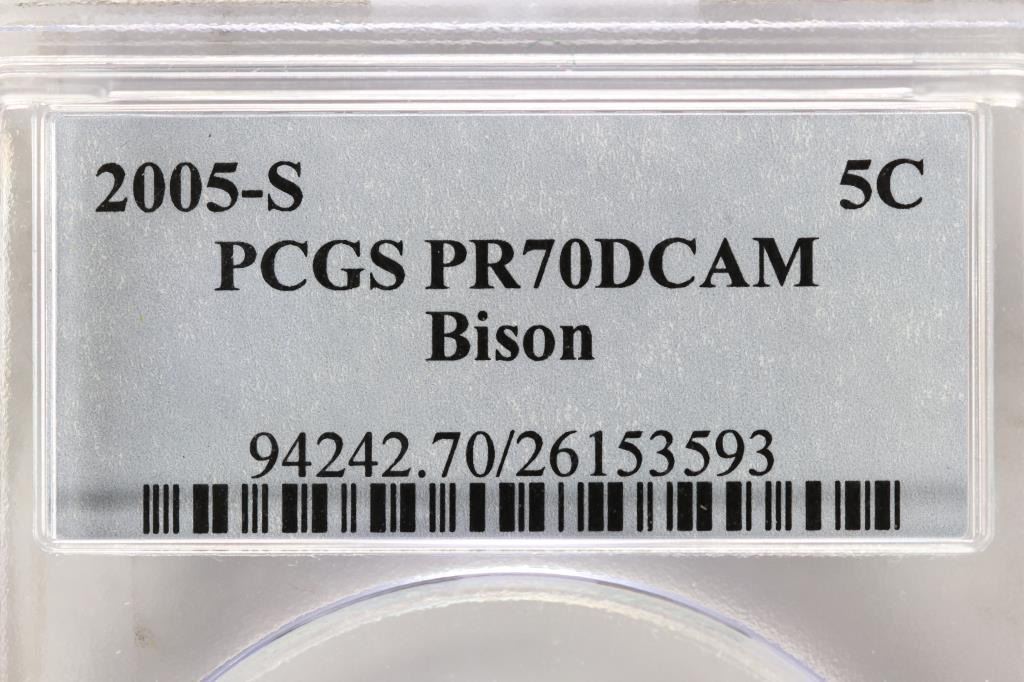 2005-S 5C
PCGS PR70DCAM
Bison
94242.70/26153593